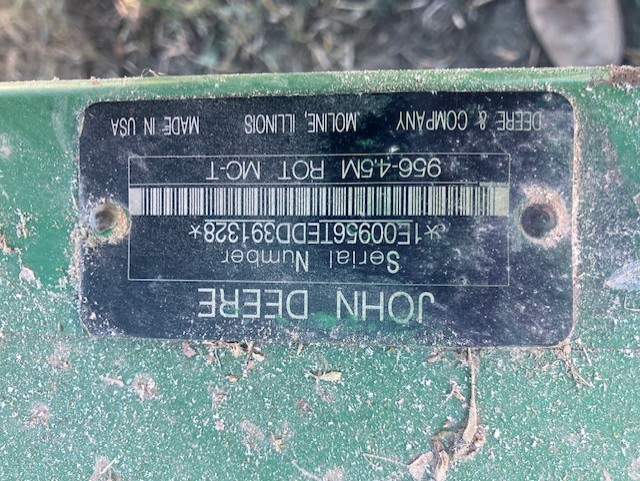 JOHN DEERE
Serial Number
*1E00956TEDD391328*
956-4.5M ROT MC-T
DEERE & COMPANY MOLINE, ILLINOIS MADE IN USA